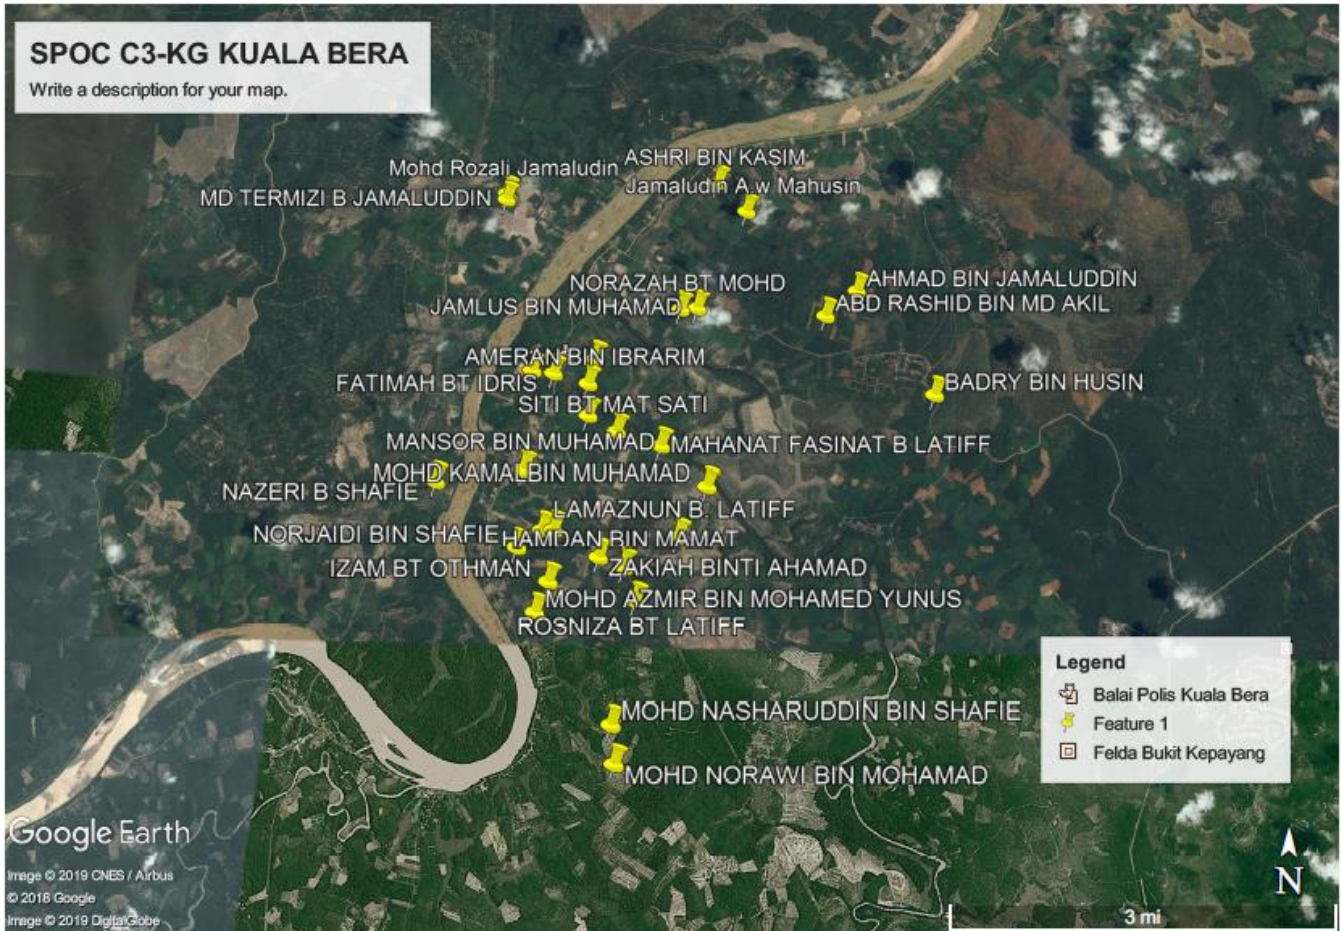 SPOC C3-KG KUALA BERA
Write a description for your map.
ASHRI BIN KASIM
Mohd Rozali Jamaludin
Jamaludin A.w Mahusin
MD TERMIZI B JAMALUDDIN
AHMAD BIN JAMALUDDIN
NORAZAH BT MOHD
ABD RASHID BIN MD AKIL
JAMLUS BIN MUHAMAD
AMERAN BIN IBRARIM
FATIMAH BT IDRIS
BADRY BIN HUSIN
SITI BT MAT SATI
MANSOR BIN MUHAMAD
MAHANAT FASINAT B LATIFF
MOHD KAMALBIN MUHAMAD
NAZERI B SHAFIE
LAMAZNUN B. LATIFF
NORJAIDI BIN SHAFIE
HAMDAN BIN MAMAT
IZAM BT OTHMAN
ZAKIAH BINTI AHAMAD
MOHD AZMIR BIN MOHAMED YUNUS
ROSNIZA BT LATIFF
Legend
Balai Polis Kuala Bera
Feature 1
Felda Bukit Kepayang
MOHD NASHARUDDIN BIN SHAFIE
MOHD NORAWI BIN MOHAMAD
Google Earth
Image © 2019 CNES / Airbus
© 2018 Google
Image © 2019 DigitalGlobe
N
3 mi